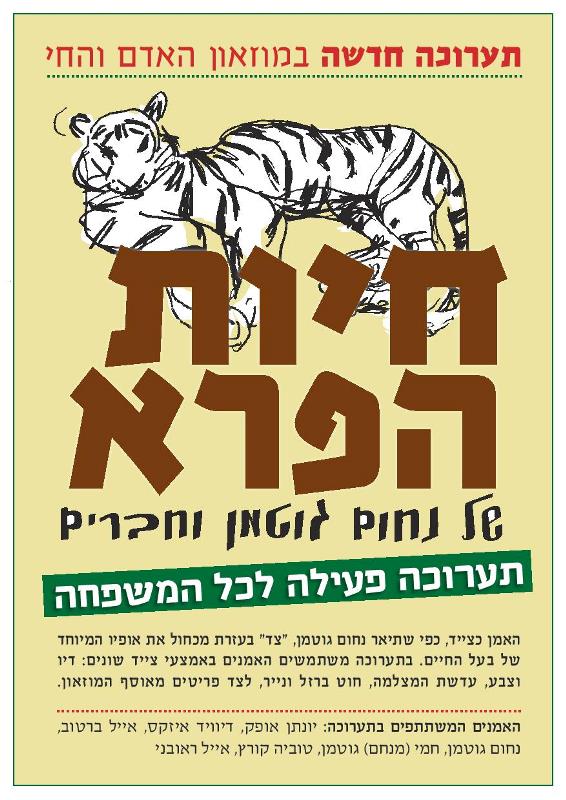 תערוכה חדשה במוזאון האדם והחי
חיות
הפרא
של נחום גוטמן וחברים
תערוכה פעילה לכל המשפחה
האמן כצייד, כפי שתיאר נחום גוטמן, "צד" בעזרת מכחול את אופיו המיוחד
של בעל החיים. בתערוכה משתמשים האמנים באמצעי צייד שונים: דיו
וצבע, עדשת המצלמה, חוט ברזל ונייר, לצד פריטים מאוסף המוזאון.
האמנים המשתתפים בתערוכה: יונתן אופק, דיוויד איזקס, אייל ברטוב,
נחום גוטמן, חמי (מנחם) גוטמן, טוביה קורץ, אייל ראובני